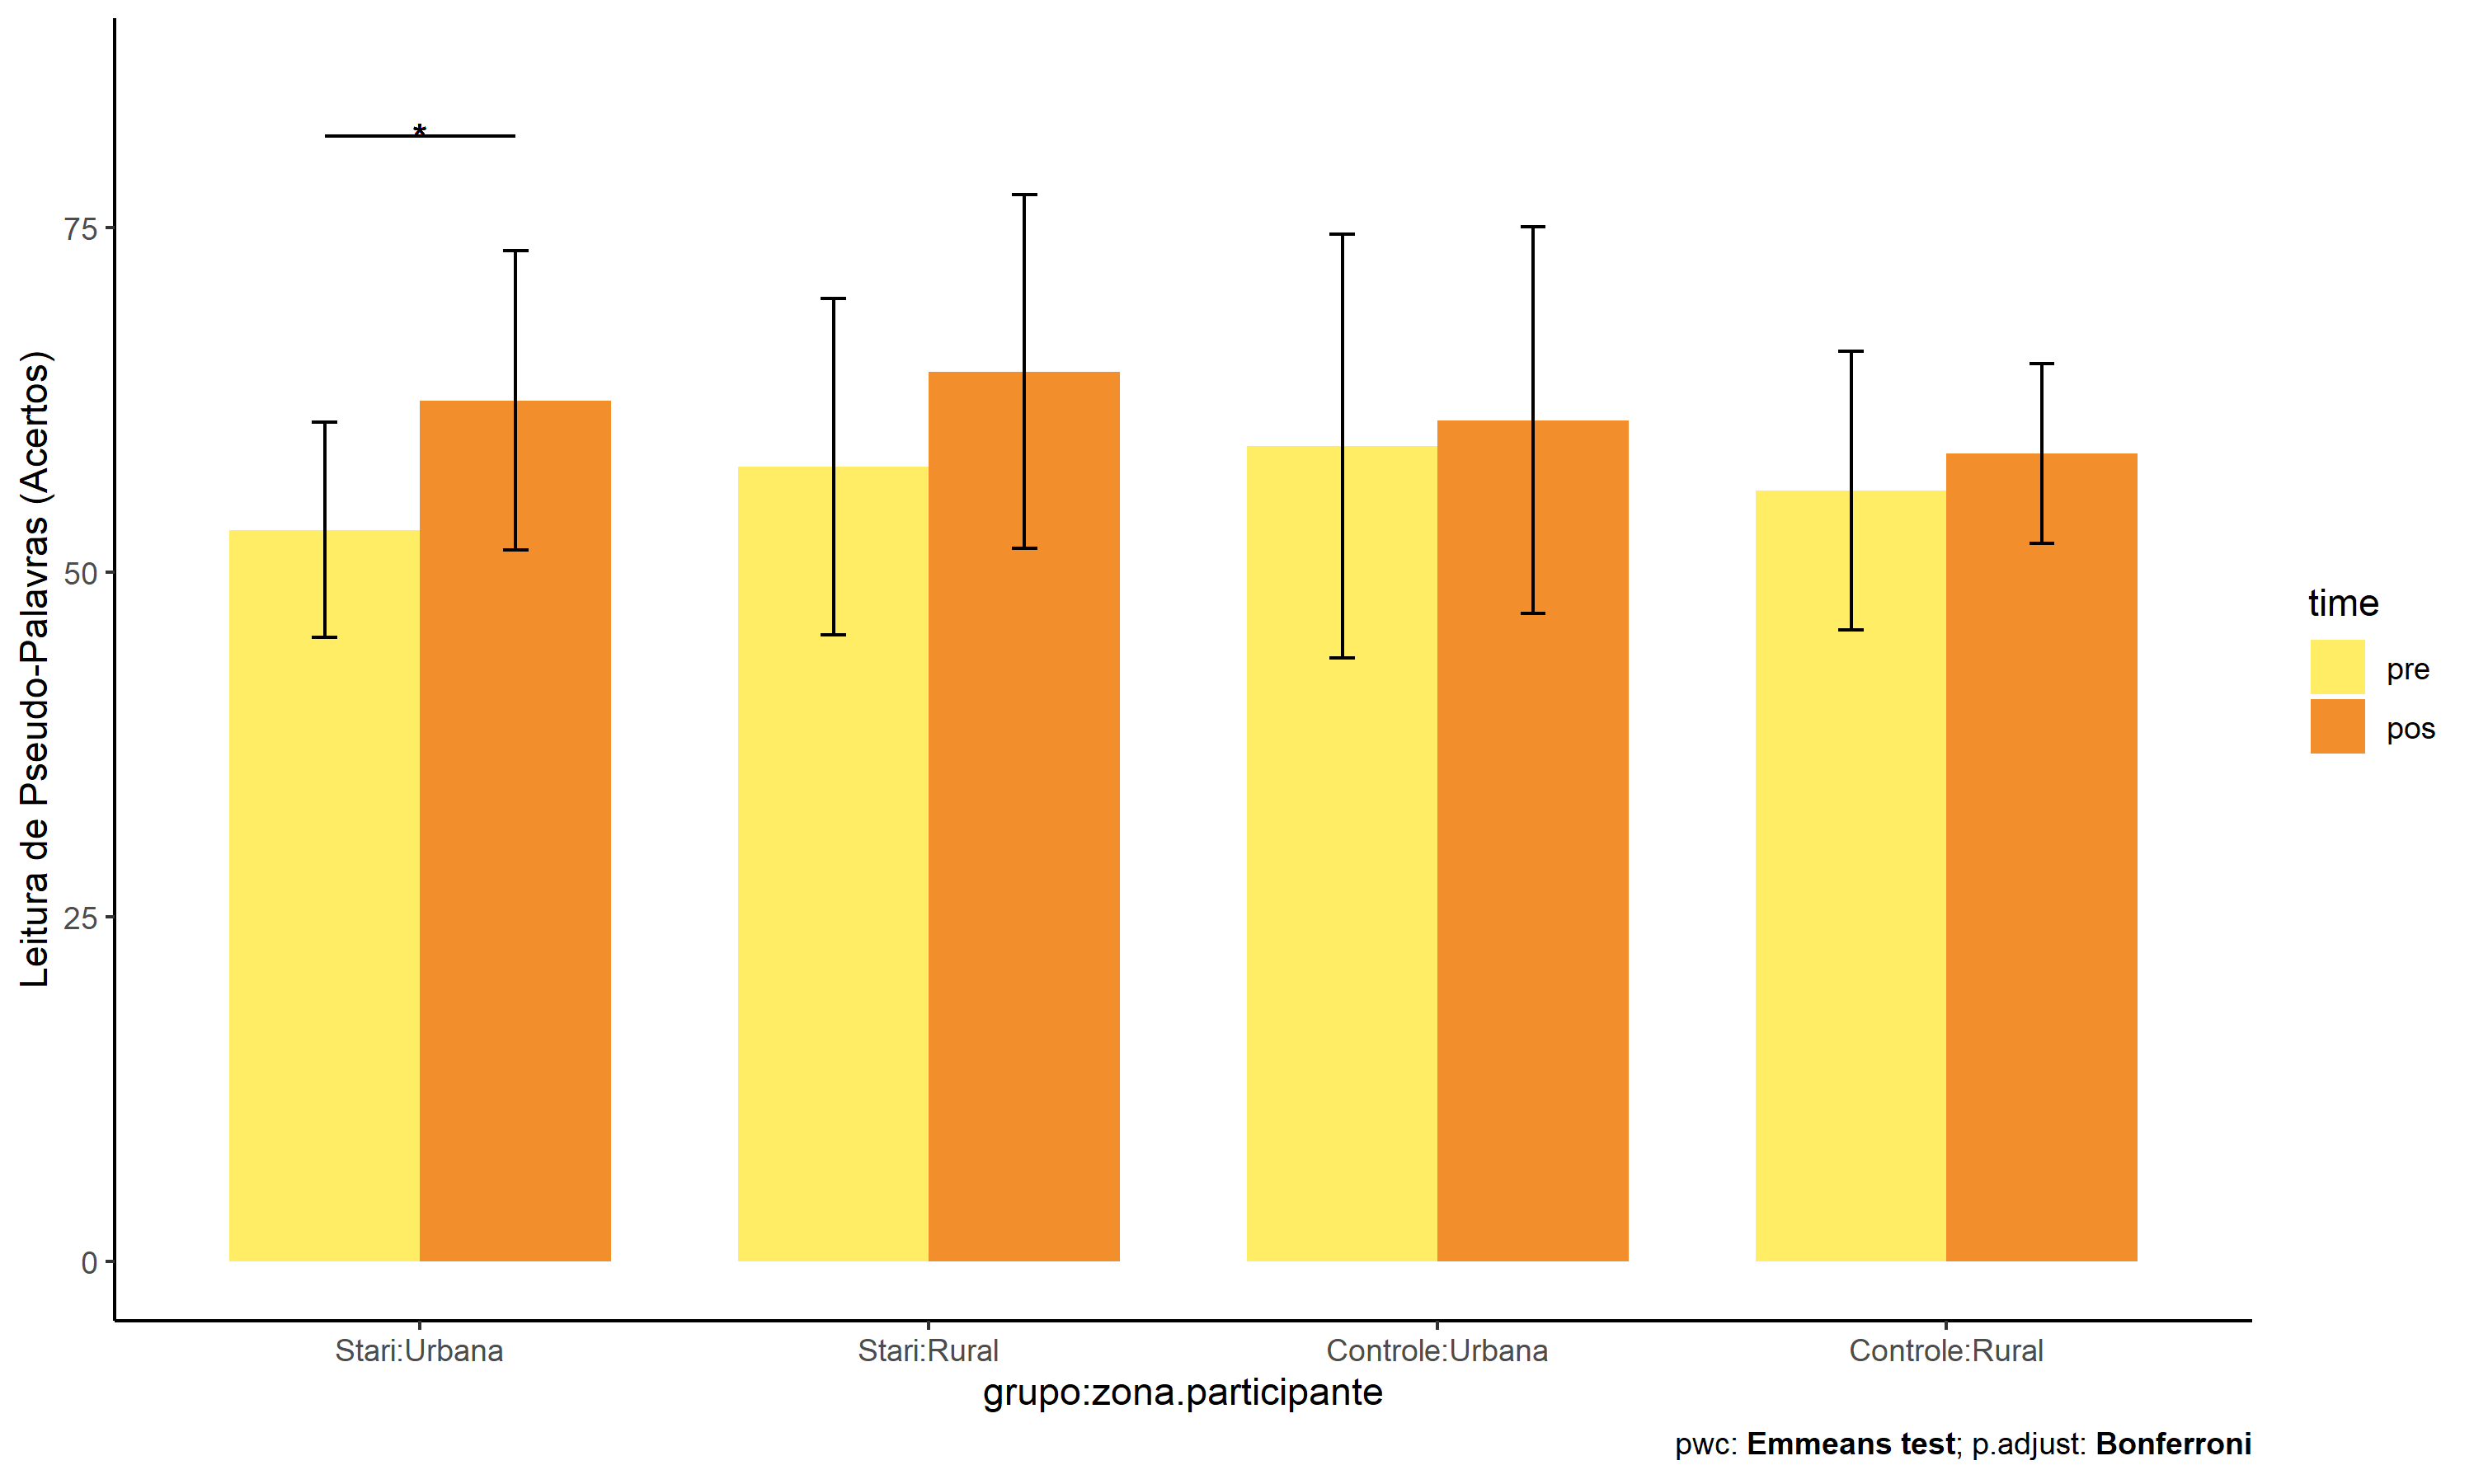 *
75
50
25
0
Leitura de Pseudo-Palavras (Acertos)
Stari:Urbana
Stari:Rural
Controle:Urbana
Controle:Rural
grupo:zona.participante
time
pre
pos
pwc: Emmeans test; p.adjust: Bonferroni